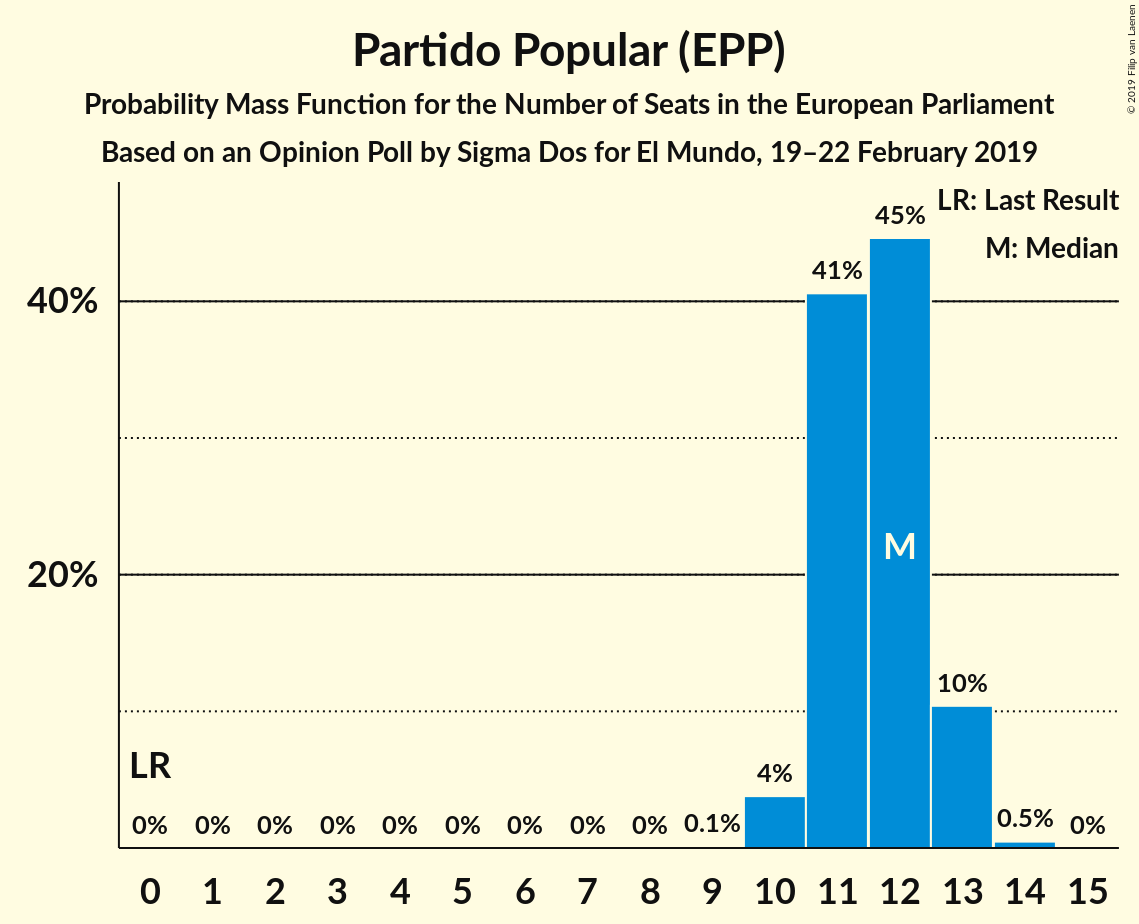 Partido Popular (EPP)
Probability Mass Function for the Number of Seats in the European Parliament
Based on an Opinion Poll by Sigma Dos for El Mundo, 19–22 February 2019
© 2019 Filip van Laenen
LR: Last Result
M: Median
45%
41%
40%
M
20%
10%
LR
4%
0% 0% 0% 0% 0% 0% 0% 0% 0% 0.1% 0.5% 0%
0 1 2 3 4 5 6 7 8 9 10 11 12 13 14 15